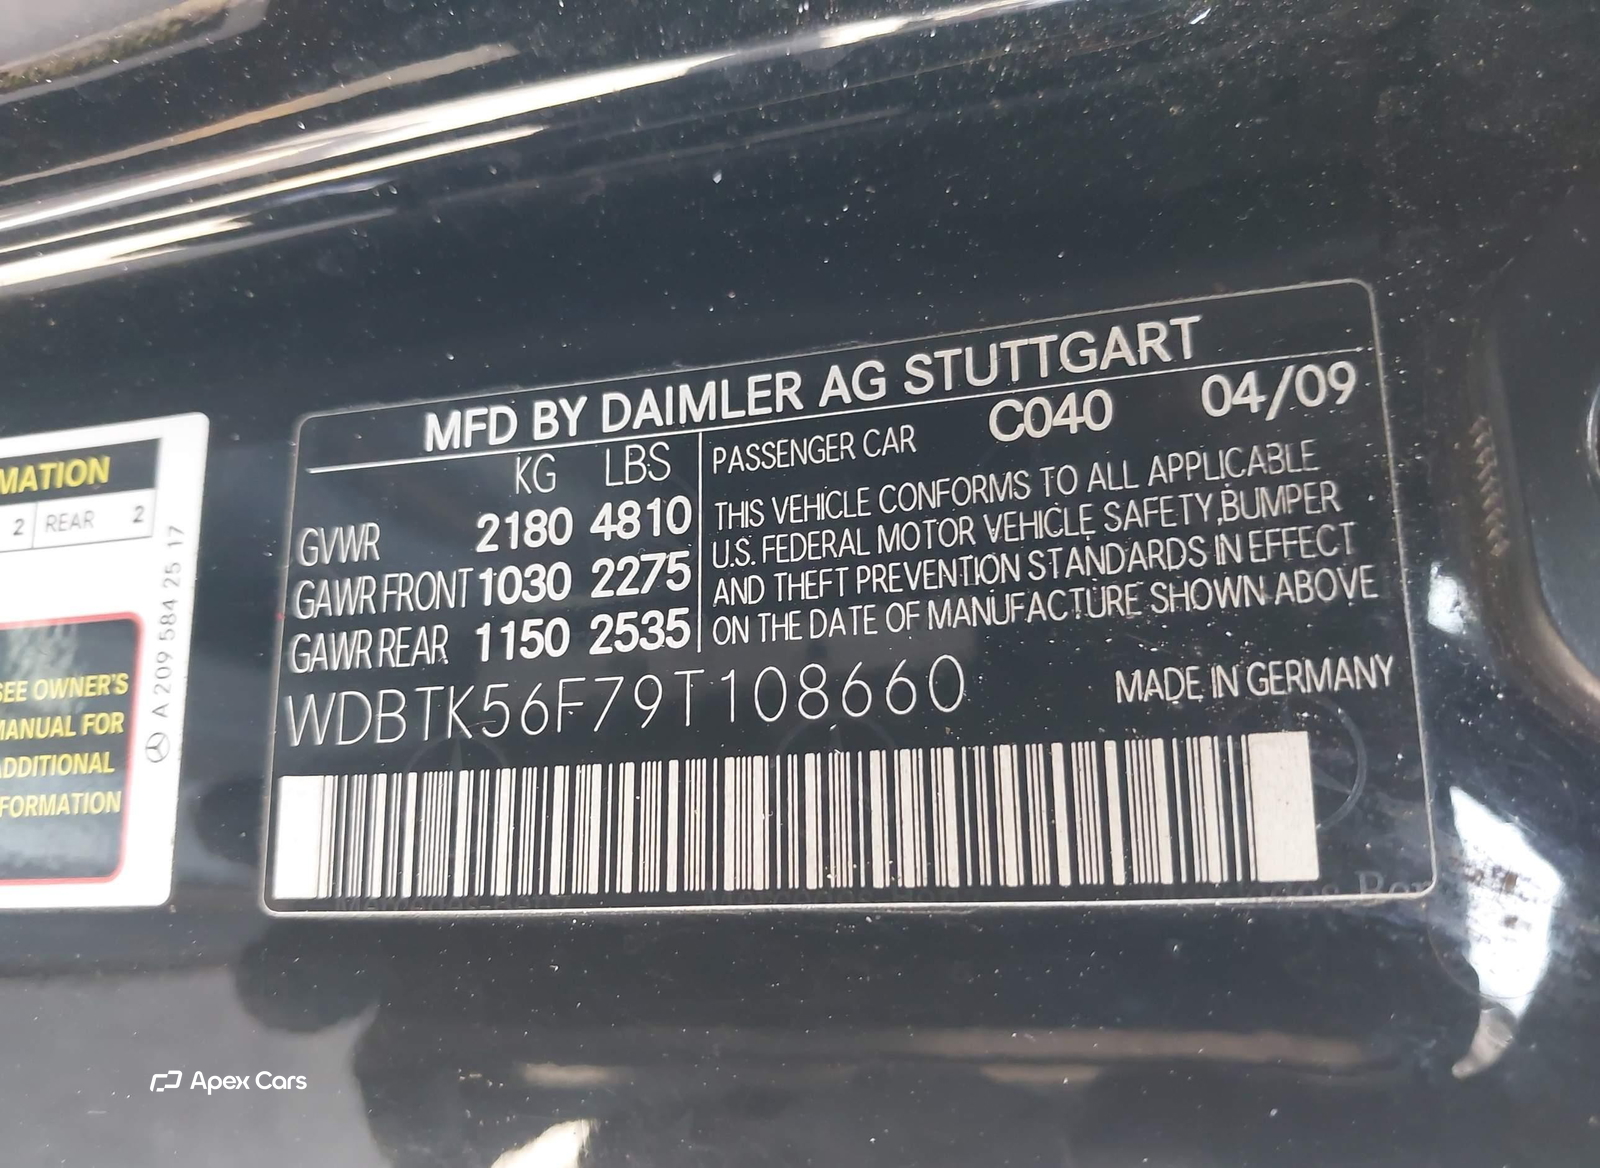 MATION
2 REAR 2
SEE OWNER'S
MANUAL FOR
ADDITIONAL
FORMATION
A 209 584 25 17
MFD BY DAIMLER AG STUTTGART
KG LBS
GVWR 2180 4810
GAWR FRONT 1030 2275
GAWR REAR 1150 2535
PASSENGER CAR C040 04/09
THIS VEHICLE CONFORMS TO ALL APPLICABLE
U.S. FEDERAL MOTOR VEHICLE SAFETY,BUMPER
AND THEFT PREVENTION STANDARDS IN EFFECT
ON THE DATE OF MANUFACTURE SHOWN ABOVE
WDBTK56F79T108660
MADE IN GERMANY
Apex Cars